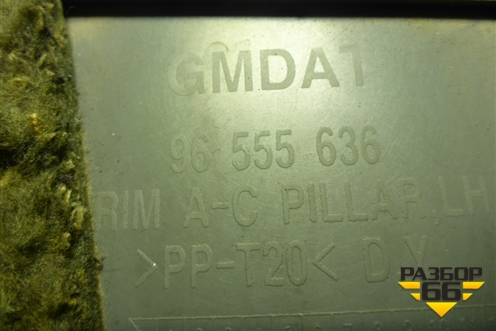 GMDAT
96 555 636
RIM A-C PILLAR.LH
>PP-T20< D.Y
РАЗБОР
66